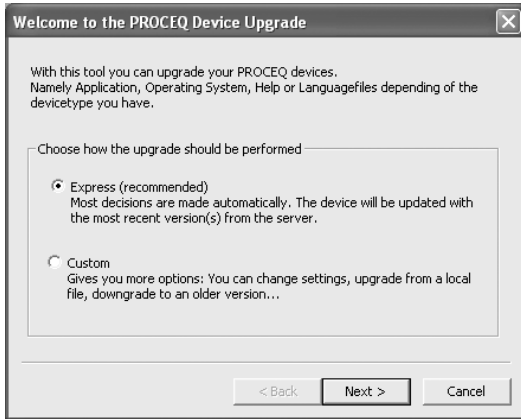 Welcome to the PROCEQ Device Upgrade
With this tool you can upgrade your PROCEQ devices.
Namely Application, Operating System, Help or Languagefiles depending of the
devicetype you have.
Choose how the upgrade should be performed
Express (recommended)
Most decisions are made automatically. The device will be updated with
the most recent version(s) from the server.
Custom
Gives you more options: You can change settings, upgrade from a local
file, downgrade to an older version...
< Back
Next >
Cancel